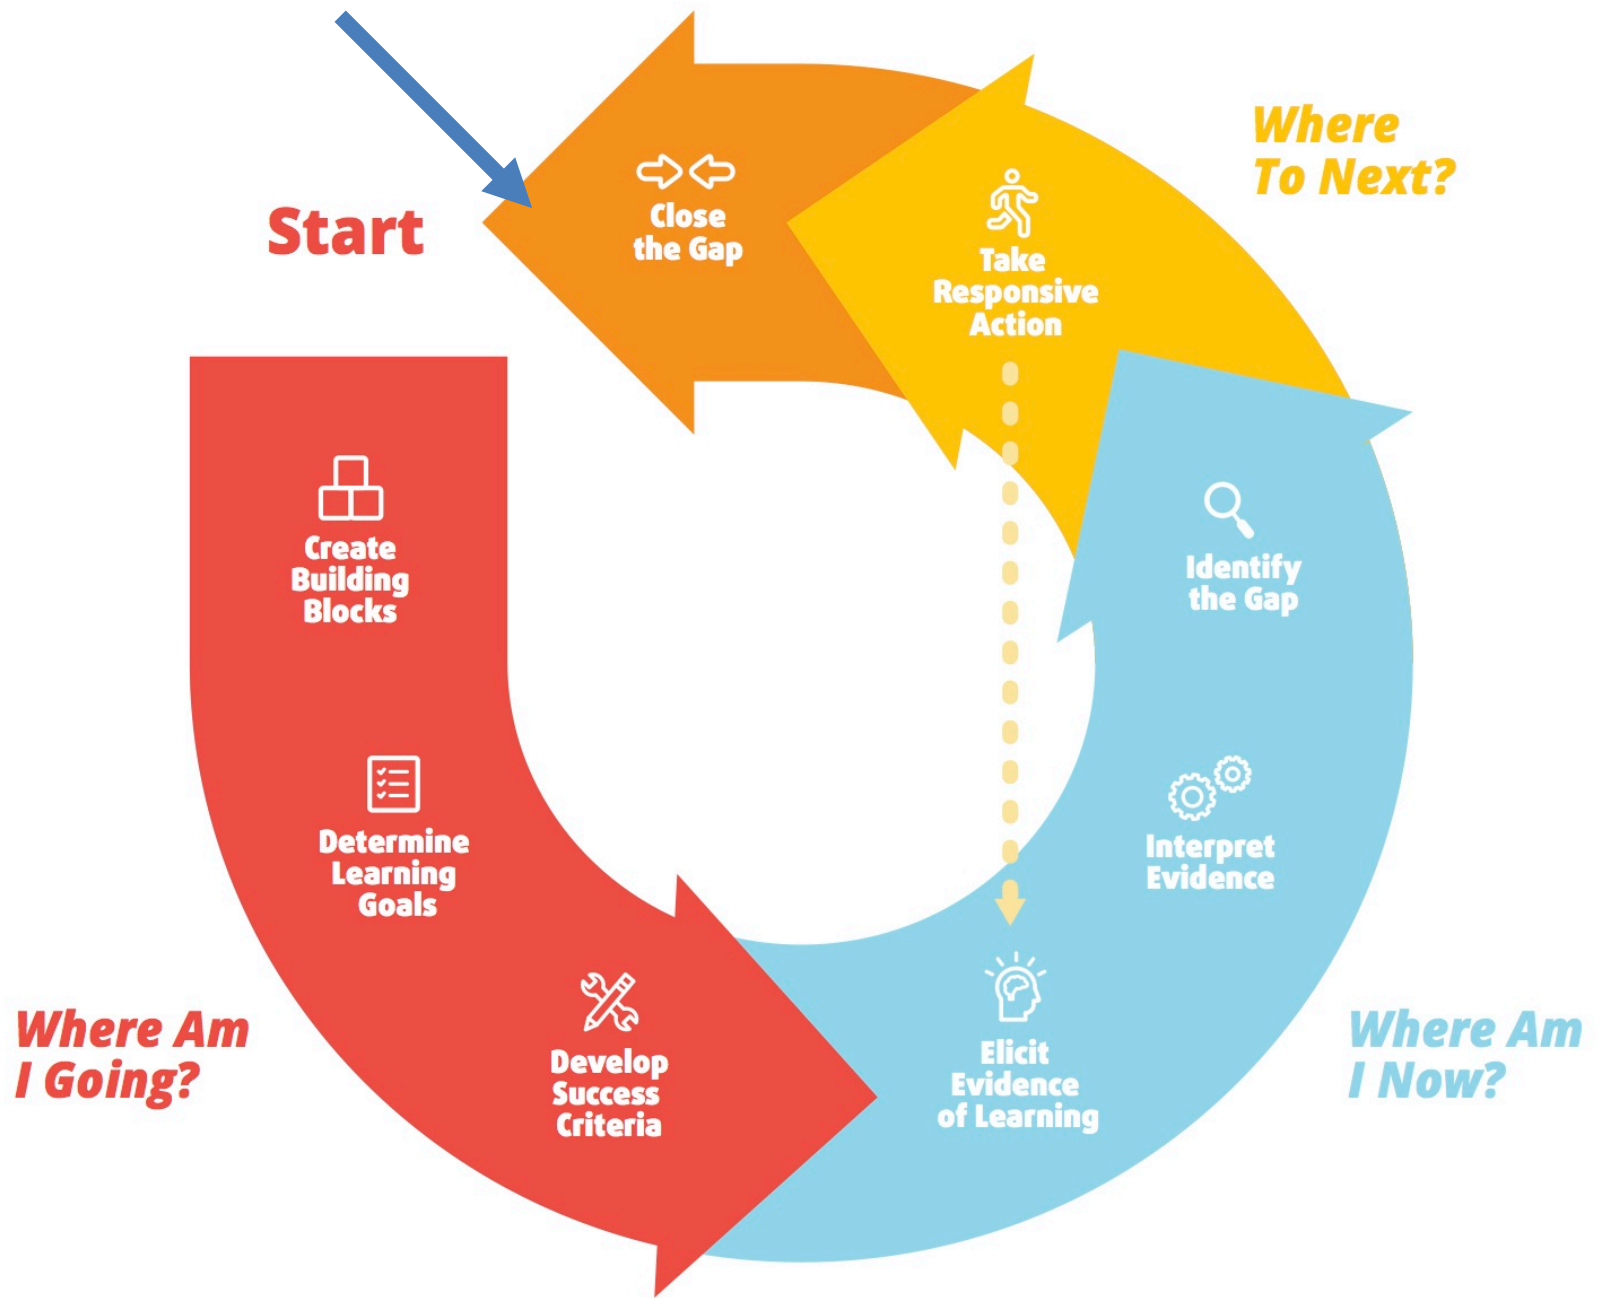 Start
Create
Building
Blocks
Determine
Learning
Goals
Develop
Success
Criteria
Where Am
I Going?
Elicit
Evidence
of Learning
Interpret
Evidence
Identify
the Gap
Where Am
I Now?
Take
Responsive
Action
Where
To Next?
Close
the Gap